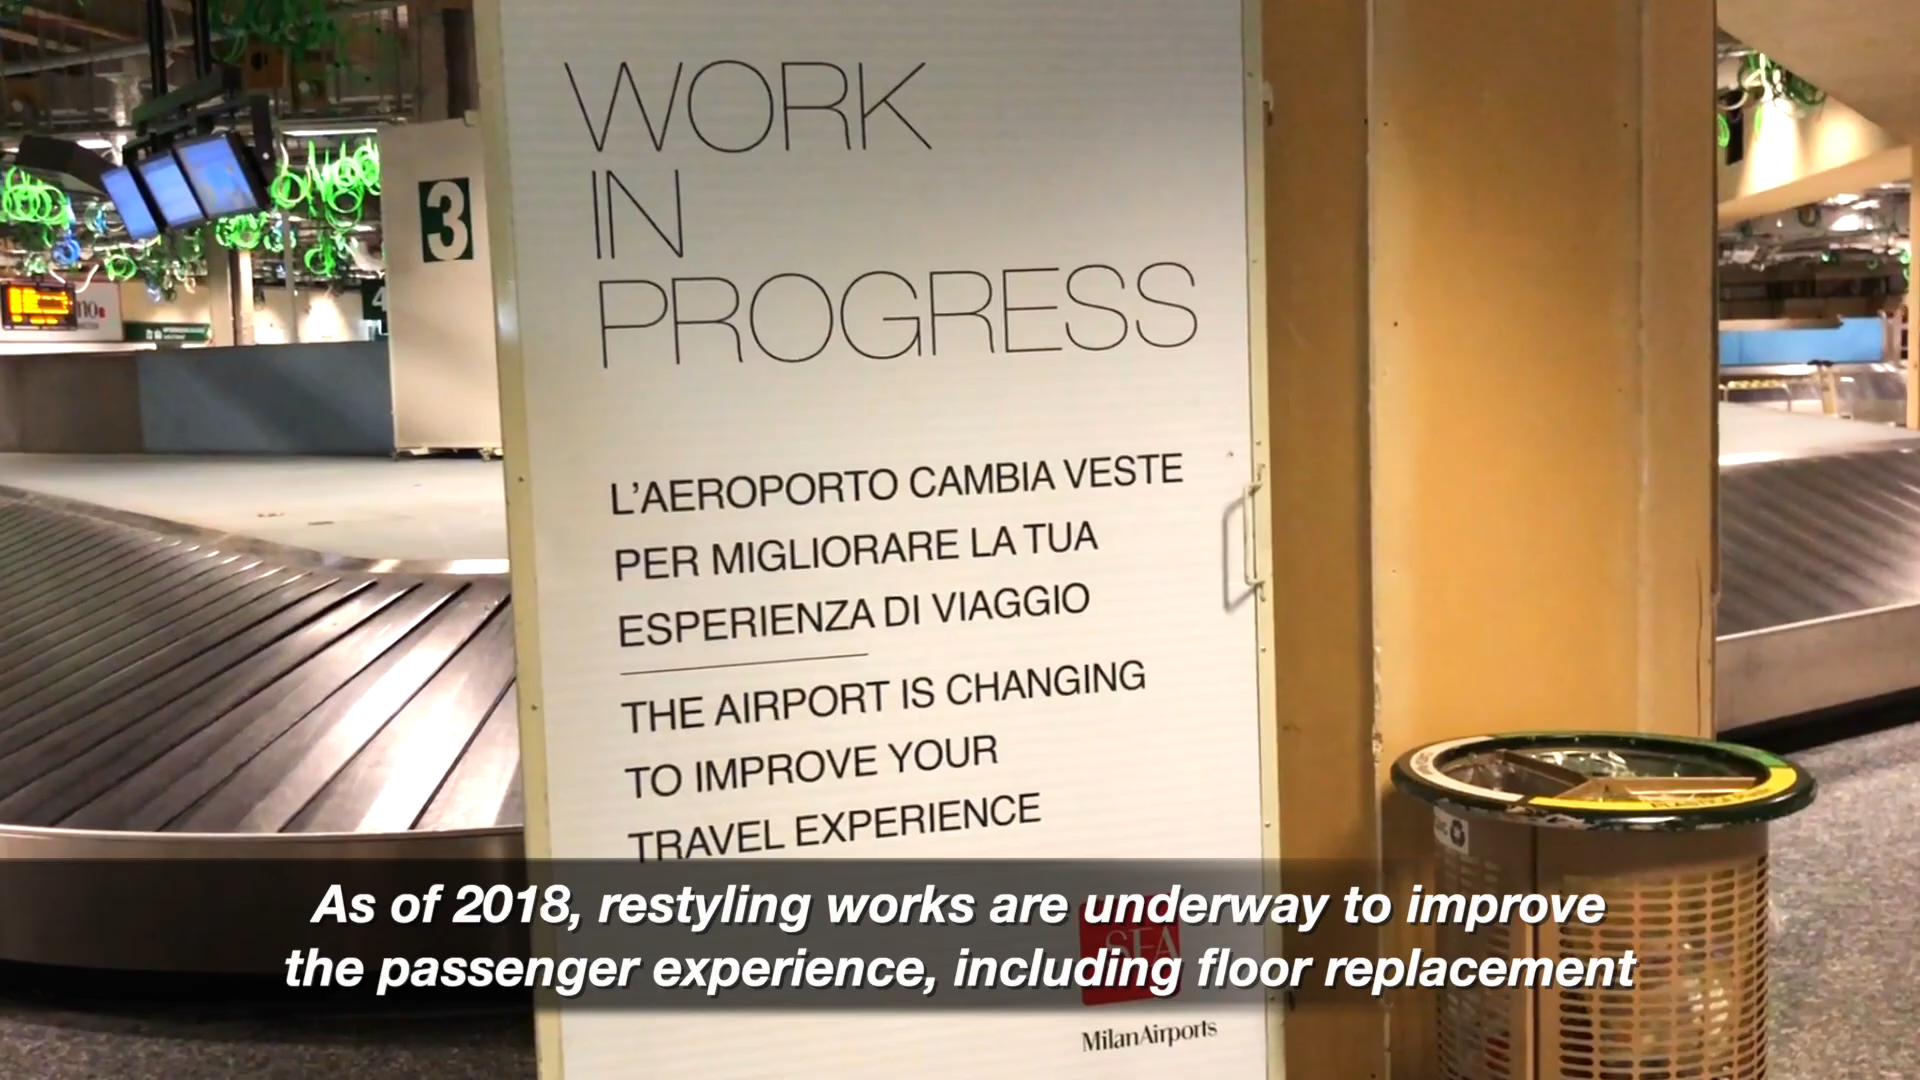 WORK
IN
PROGRESS
L'AEROPORTO CAMBIA VESTE
PER MIGLIORARE LA TUA
ESPERIENZA DI VIAGGIO
THE AIRPORT IS CHANGING
TO IMPROVE YOUR
TRAVEL EXPERIENCE
3
4
As of 2018, restyling works are underway to improve
the passenger experience, including floor replacement
SEA
MilanAirports